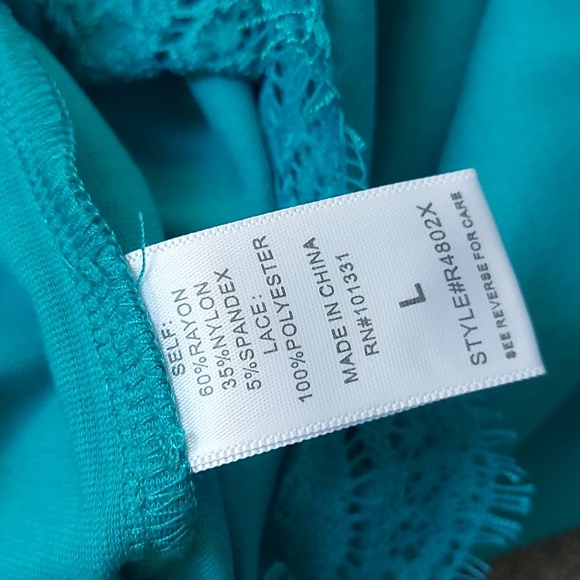 SELF:
60%RAYON
35%NYLON
5%SPANDEX
LACE:
100%POLYESTER
MADE IN CHINA
RN#101331
L
STYLE#R4802X
SEE REVERSE FOR CARE